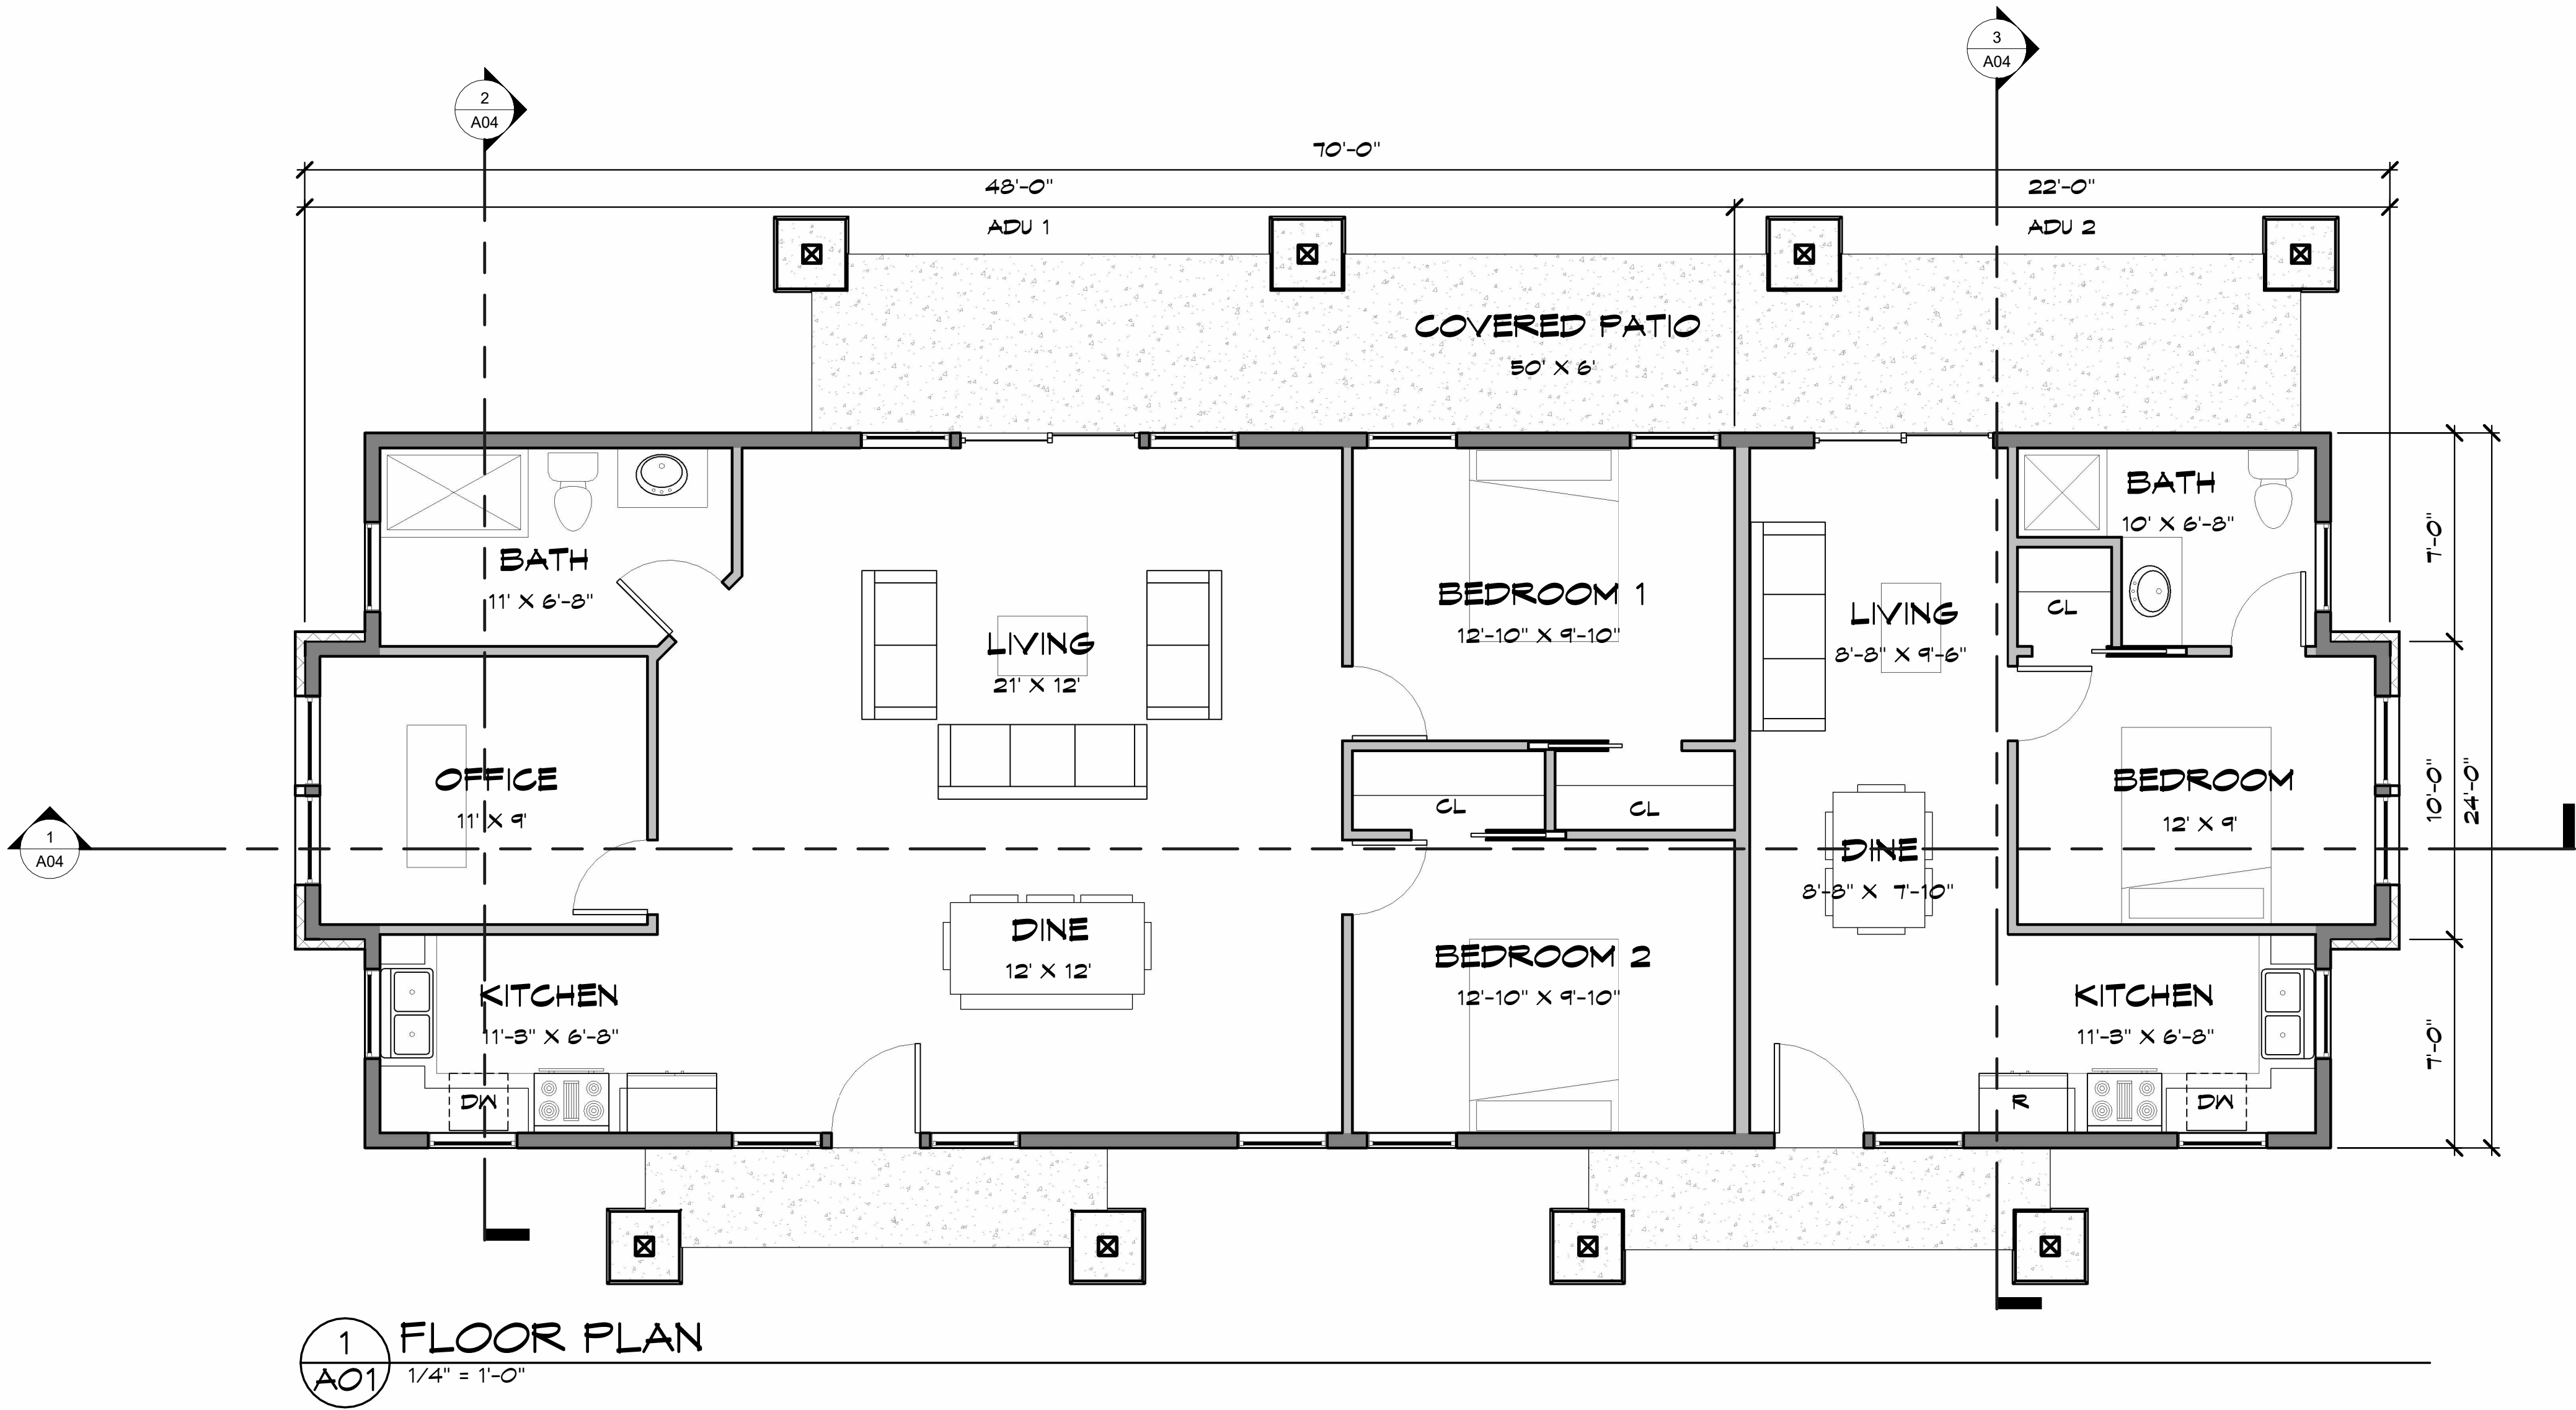 3
A04
2
A04
70'-0"
48'-0"
22'-0"
ADU 1
ADU 2
COVERED PATIO
50' X 6'
BATH
10' X 6'-8"
7'-0"
BATH
11' X 6'-8"
BEDROOM 1
12'-10" X 9'-10"
CL
LIVING
8'-8" X 9'-6"
LIVING
21' X 12'
OFFICE
11' X 9'
CL
CL
BEDROOM
12' X 9'
10'-0"
24'-0"
1
A04
DINE
8'-8" X 7'-10"
DINE
12' X 12'
BEDROOM 2
12'-10" X 9'-10"
KITCHEN
11'-3" X 6'-8"
KITCHEN
11'-3" X 6'-8"
7'-0"
DW
R
DW
1
A01
FLOOR PLAN
1/4" = 1'-0"